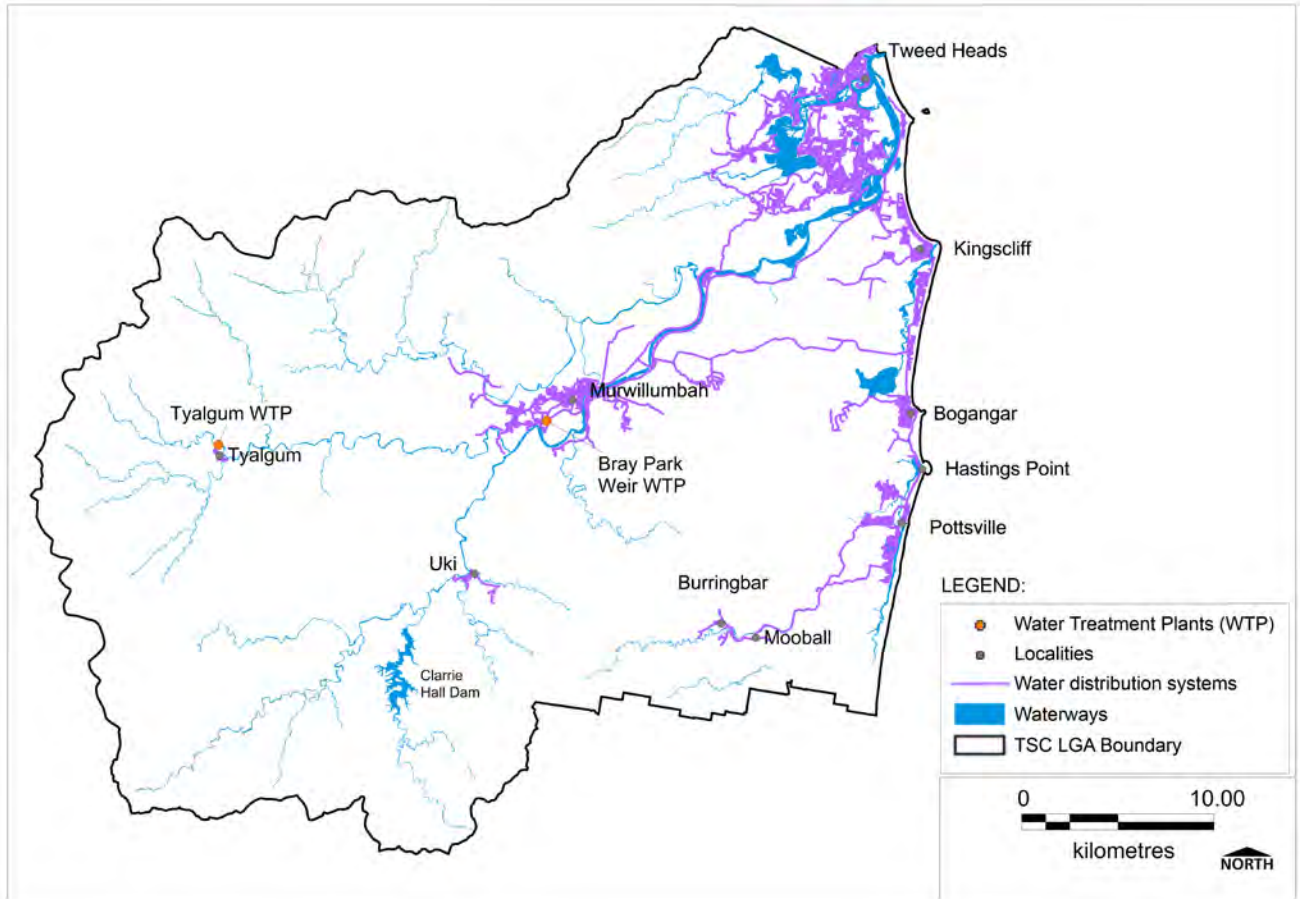 Tweed Heads
Kingscliff
Murwillumbah
Tyalgum WTP
Tyalgum
Bogangar
Bray Park
Weir WTP
Hastings Point
Pottsville
Uki
Burringbar
Mooball
Clarrie
Hall Dam
LEGEND:
Water Treatment Plants (WTP)
Localities
Water distribution systems
Waterways
TSC LGA Boundary
0 10.00
kilometres
NORTH